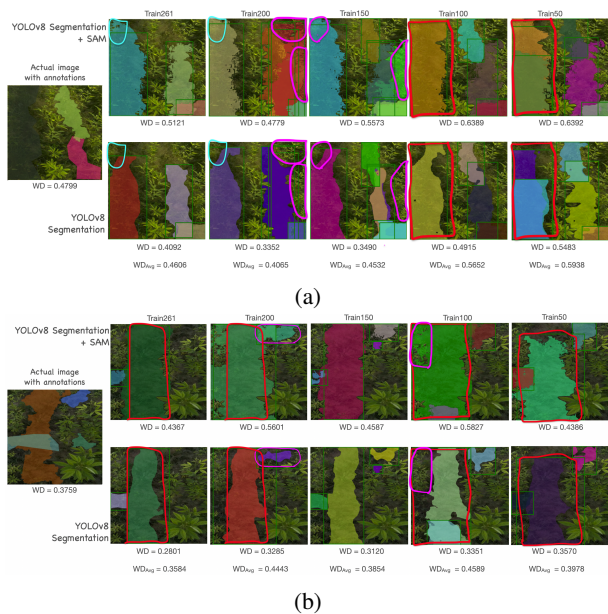 Train261 Train200 Train150 Train100 Train50
YOLOv8 Segmentation
+ SAM
WD = 0.5121 WD = 0.4779 WD = 0.5573 WD = 0.6389 WD = 0.6392
Actual image
with annotations
WD = 0.4799
YOLOv8
Segmentation
WD = 0.4092 WD = 0.3352 WD = 0.3490 WD = 0.4915 WD = 0.5483
WDAvg = 0.4606 WDAvg = 0.4065 WDAvg = 0.4532 WDAvg = 0.5652 WDAvg = 0.5938
(a)
Train261 Train200 Train150 Train100 Train50
YOLOv8 Segmentation
+ SAM
WD = 0.4367 WD = 0.5601 WD = 0.4587 WD = 0.5827 WD = 0.4386
Actual image
with annotations
WD = 0.3759
YOLOv8
Segmentation
WD = 0.2801 WD = 0.3285 WD = 0.3120 WD = 0.3351 WD = 0.3570
WDAvg = 0.3584 WDAvg = 0.4443 WDAvg = 0.3854 WDAvg = 0.4589 WDAvg = 0.3978
(b)